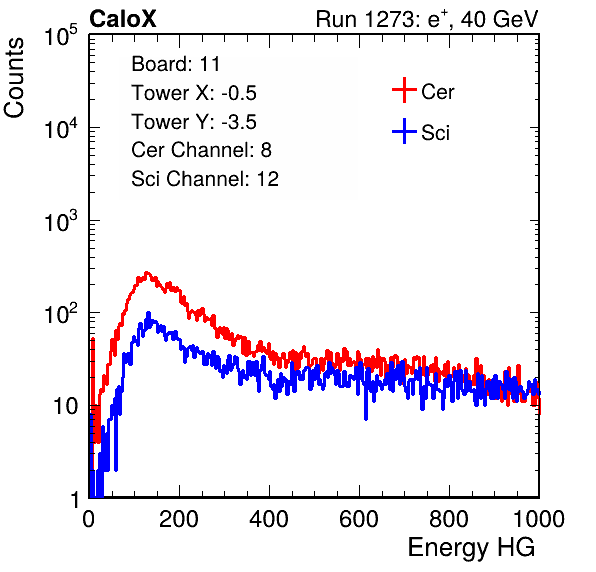 CaloX Run 1273: e⁺, 40 GeV
Counts
10⁵
10⁴
10³
10²
10
1
Board: 11
Tower X: -0.5
Tower Y: -3.5
Cer Channel: 8
Sci Channel: 12
Cer
Sci
0 200 400 600 800 1000
Energy HG